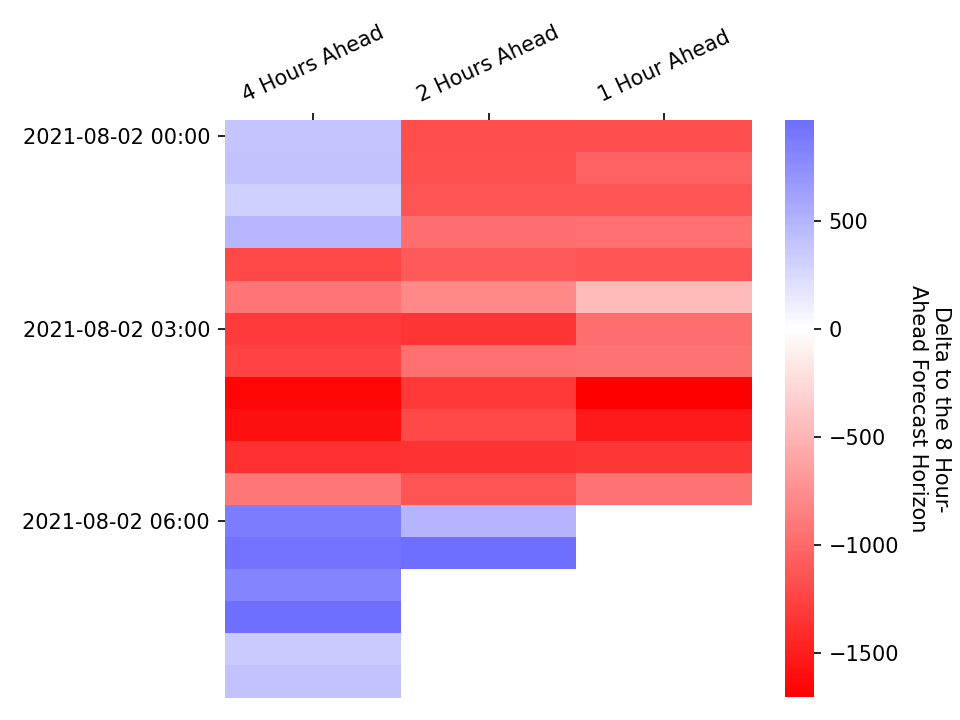 4 Hours Ahead
2 Hours Ahead
1 Hour Ahead
2021-08-02 00:00
2021-08-02 03:00
2021-08-02 06:00
500
0
−500
−1000
−1500
Delta to the 8 Hour-
Ahead Forecast Horizon